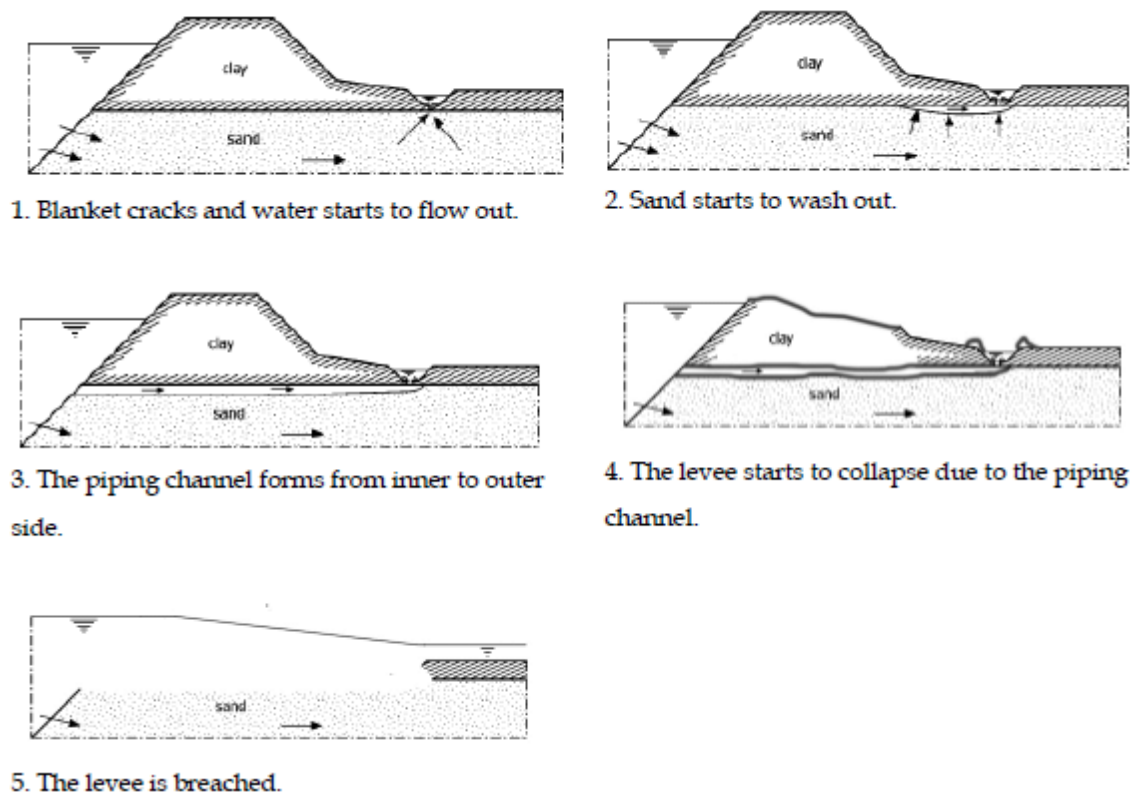 clay
sand
1. Blanket cracks and water starts to flow out.
clay
sand
2. Sand starts to wash out.
clay
sand
3. The piping channel forms from inner to outer
side.
clay
sand
4. The levee starts to collapse due to the piping
channel.
sand
5. The levee is breached.